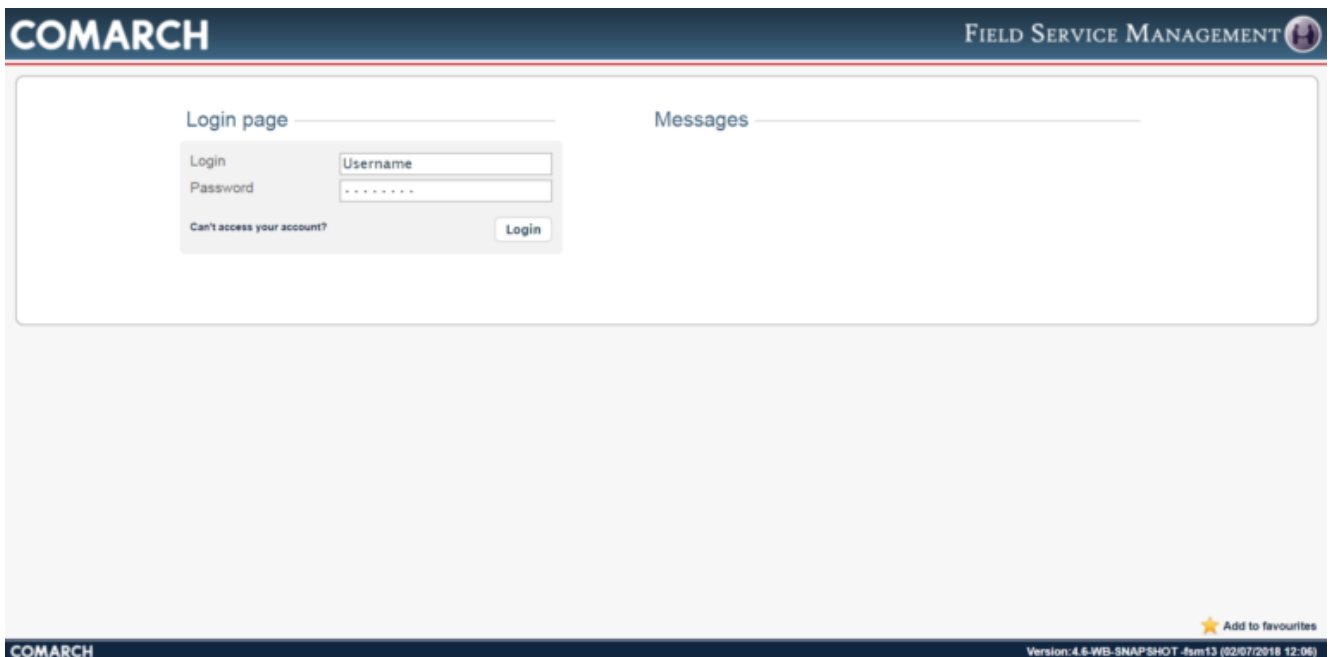 COMARCH
FIELD SERVICE MANAGEMENT
Login page
Messages
Login
Username
Password
........
Can't access your account?
Login
Add to favourites
COMARCH
Version:4.6-WB-SNAPSHOT-fsm13 (02/07/2018 12:06)